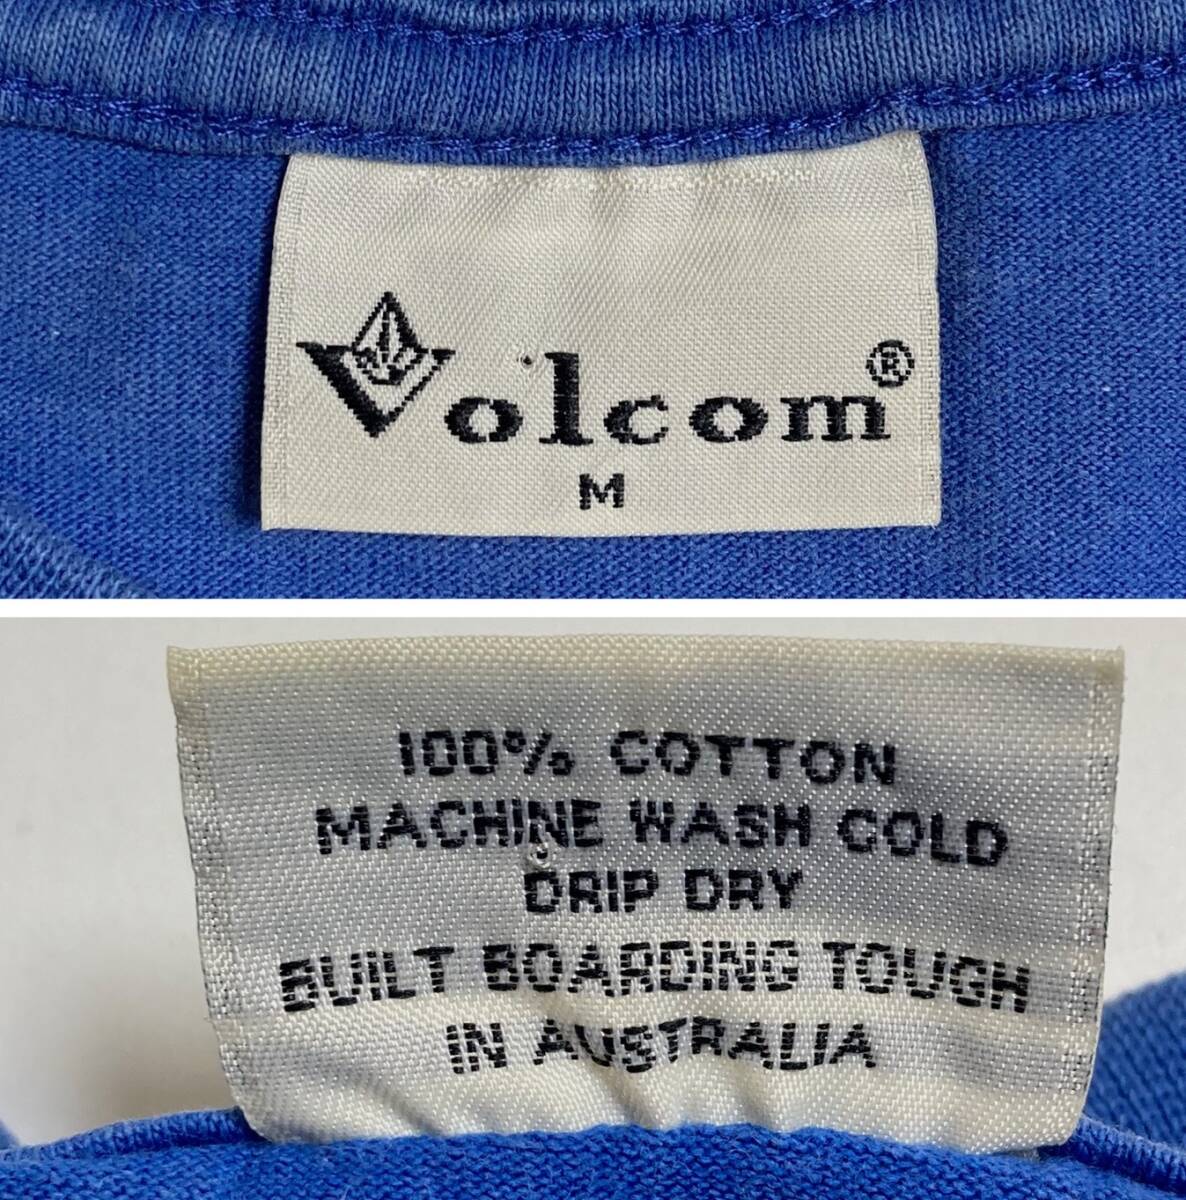 Volcom®
M
100% COTTON
MACHINE WASH COLD
DRIP DRY
BUILT BOARDING TOUGH
IN AUSTRALIA